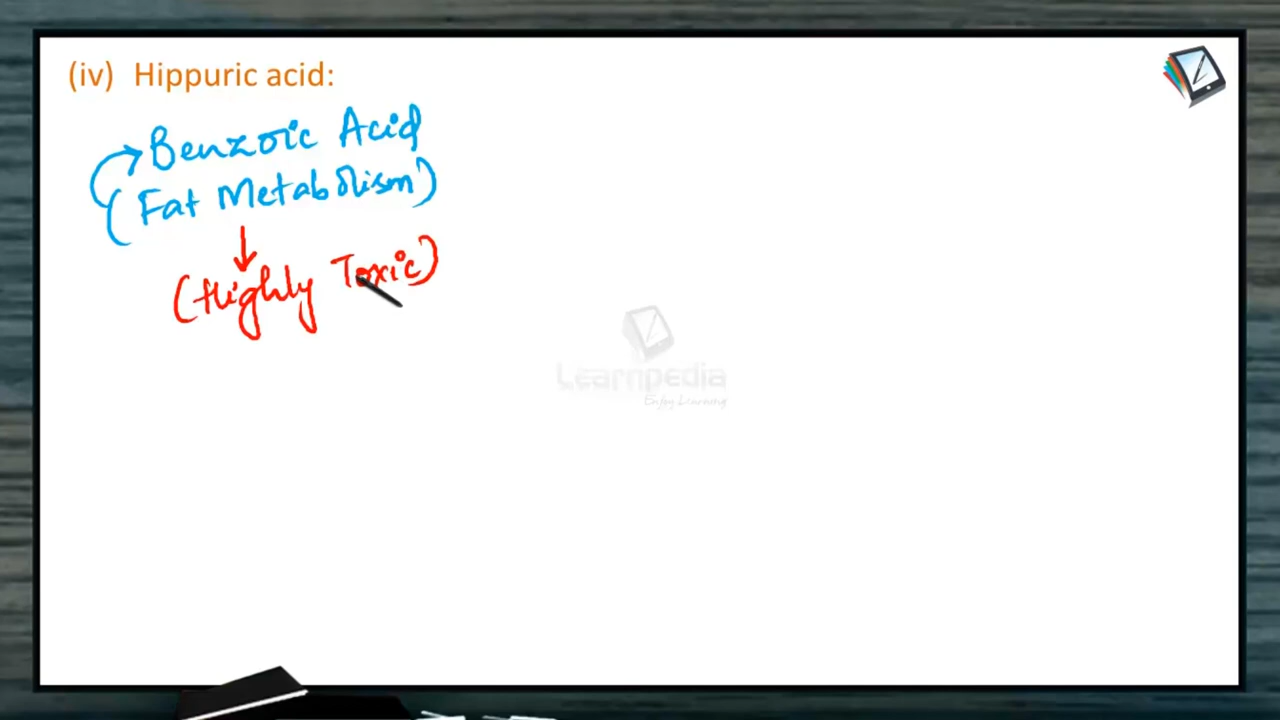 (iv) Hippuric acid:
Benzoic Acid
(Fat Metabolism)
(Highly Toxic)
Learnpedia
Enjoy Learning